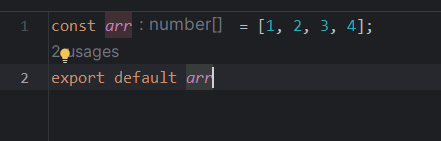 1 const arr : number[] = [1, 2, 3, 4];
2 usages
2 export default arr